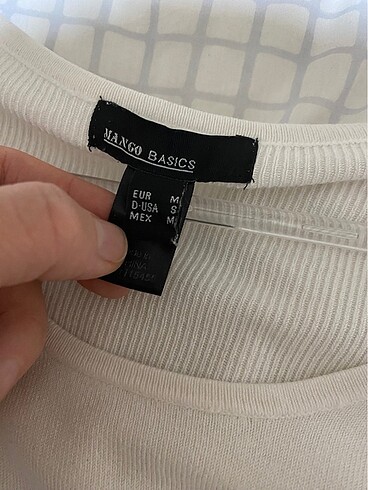 MANGO BASICS
EUR M
D-USA S
MEX M